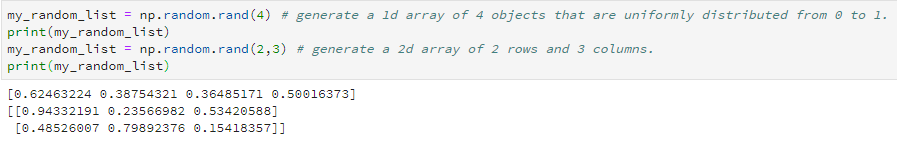 my_random_list = np.random.rand(4) # generate a 1d array of 4 objects that are uniformly distributed from 0 to 1.
print(my_random_list)
my_random_list = np.random.rand(2,3) # generate a 2d array of 2 rows and 3 columns.
print(my_random_list)
[0.62463224 0.38754321 0.36485171 0.50016373]
[[0.94332191 0.23566982 0.53420588]
[0.48526007 0.79892376 0.15418357]]